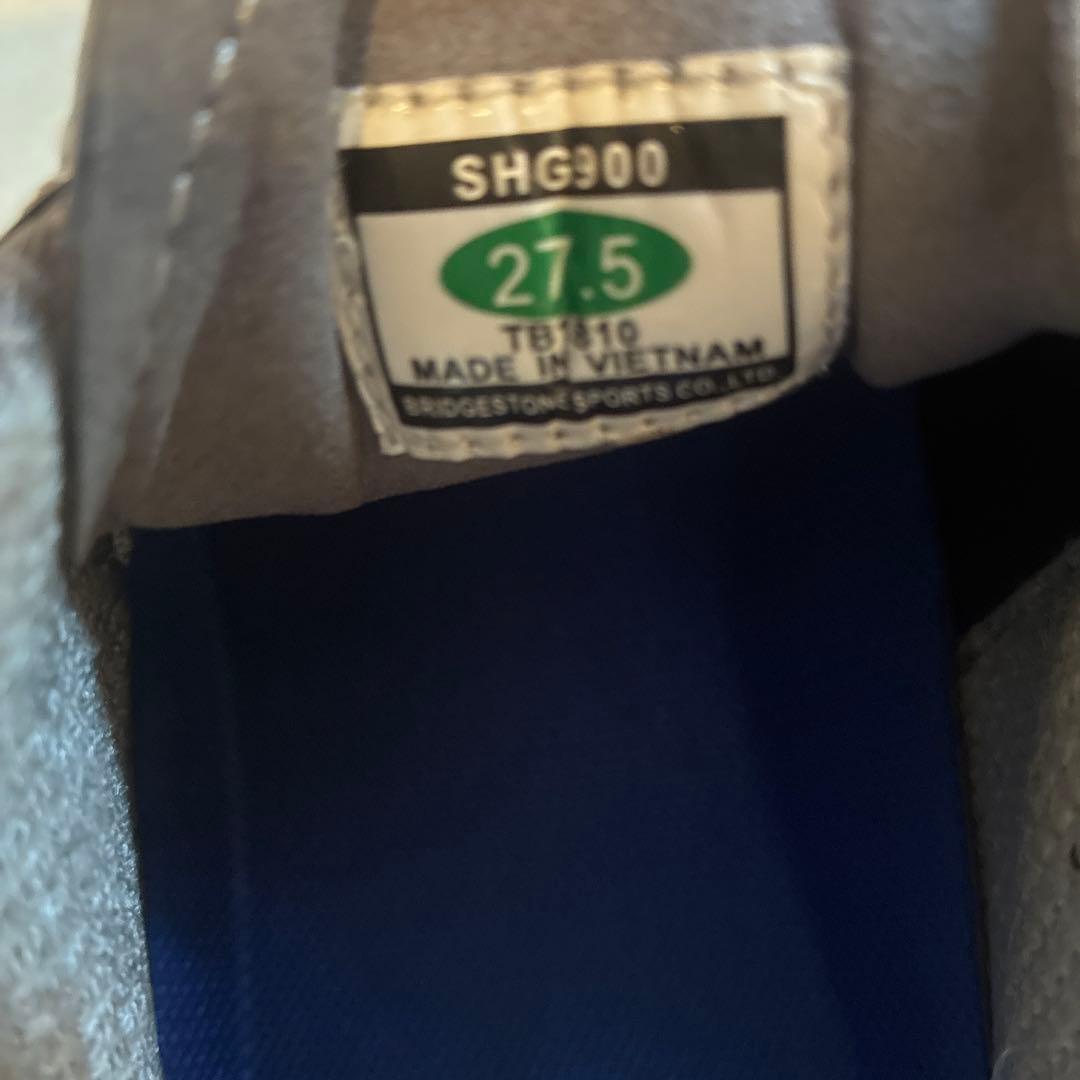 SHG900
27.5
TB1810
MADE IN VIETNAM
BRIDGESTONE SPORTS CO.,LTD.